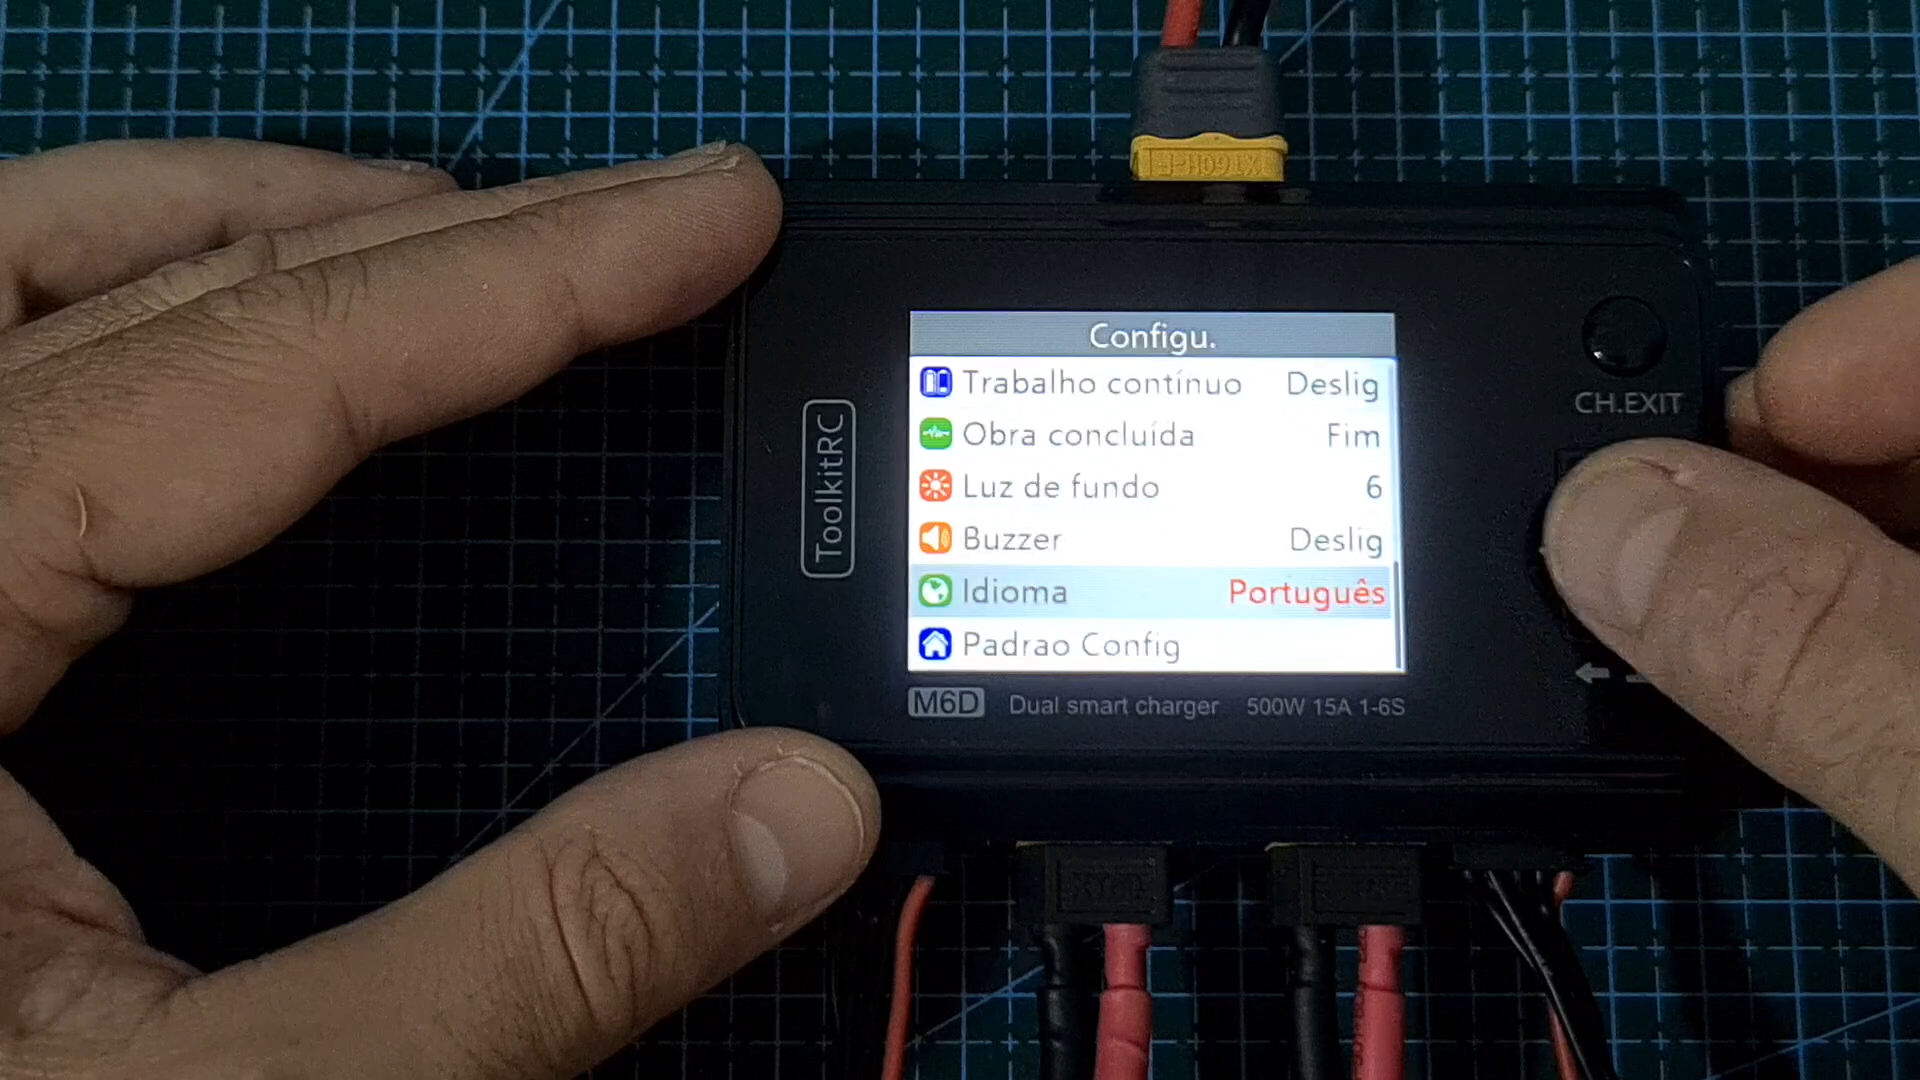 XT60H-F
Configu.
Trabalho contínuo Deslig
Obra concluída Fim
Luz de fundo 6
Buzzer Deslig
Idioma Português
Padrao Config
ToolkitRC
CH.EXIT
M6D Dual smart charger 500W 15A 1-6S